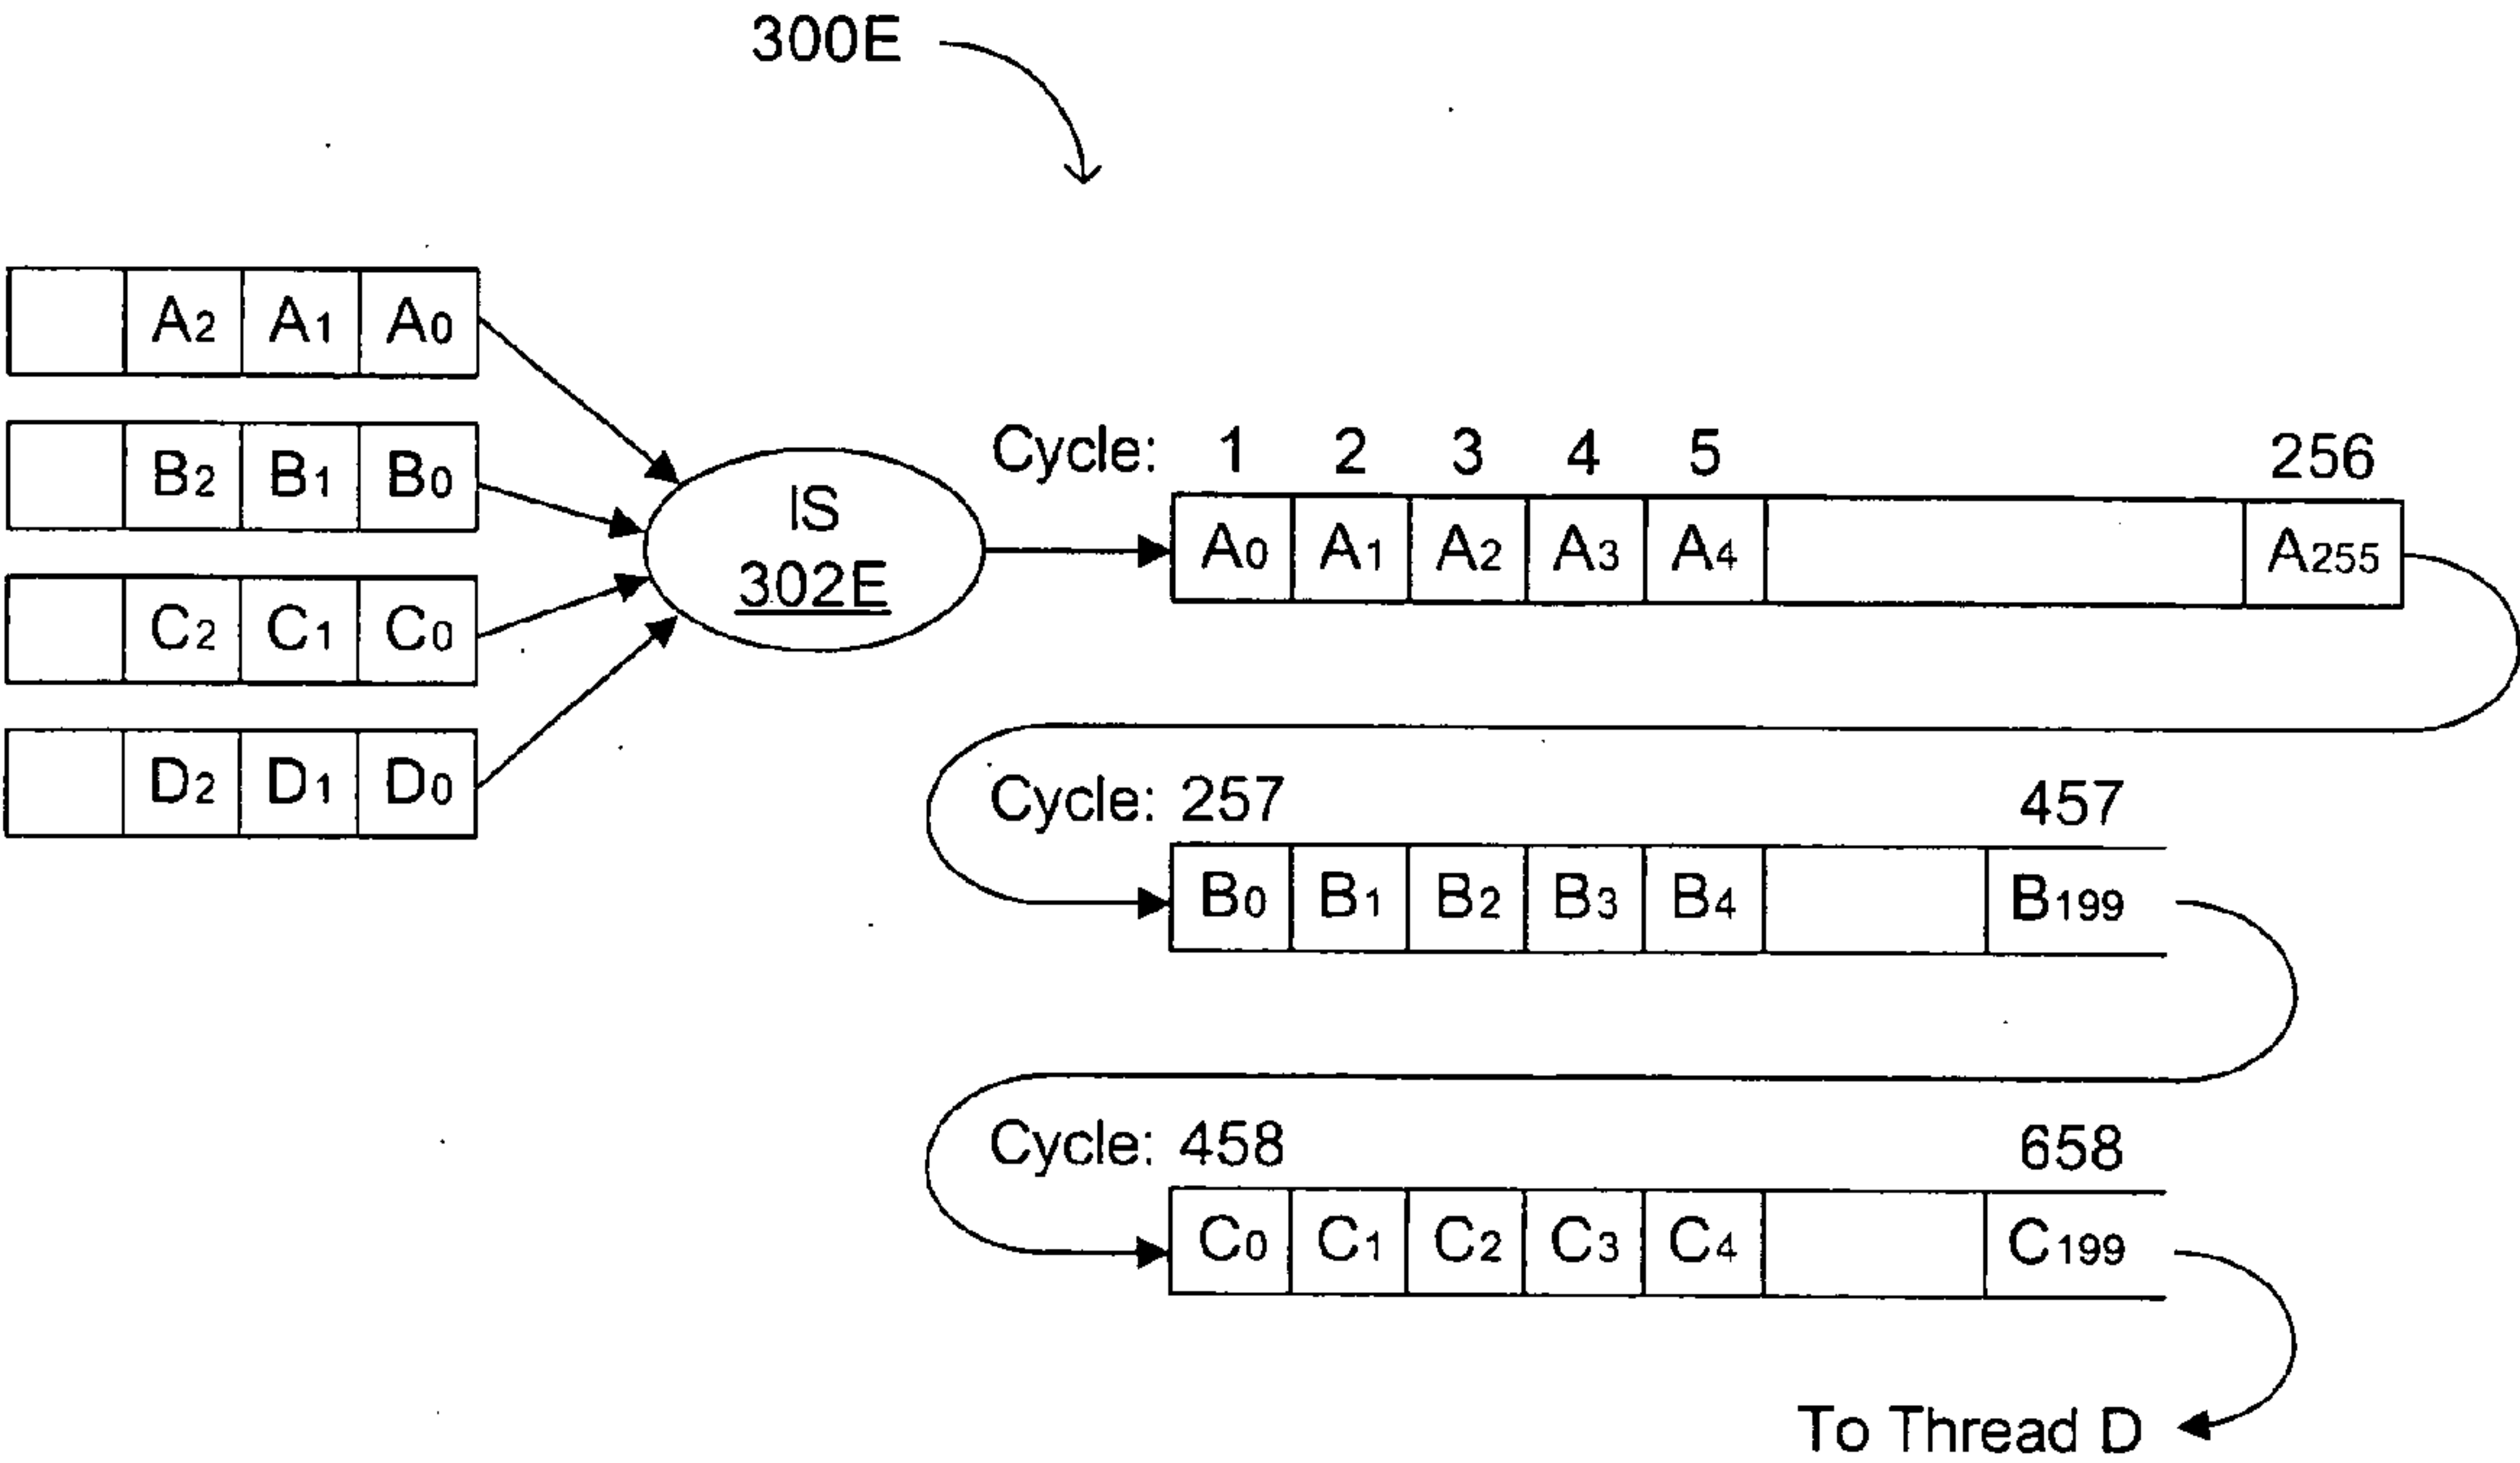 300E
A2 A1 A0
B2 B1 B0
C2 C1 C0
D2 D1 D0
IS
302E
Cycle: 1 2 3 4 5 256
A0 A1 A2 A3 A4 A255
Cycle: 257 457
B0 B1 B2 B3 B4 B199
Cycle: 458 658
C0 C1 C2 C3 C4 C199
To Thread D